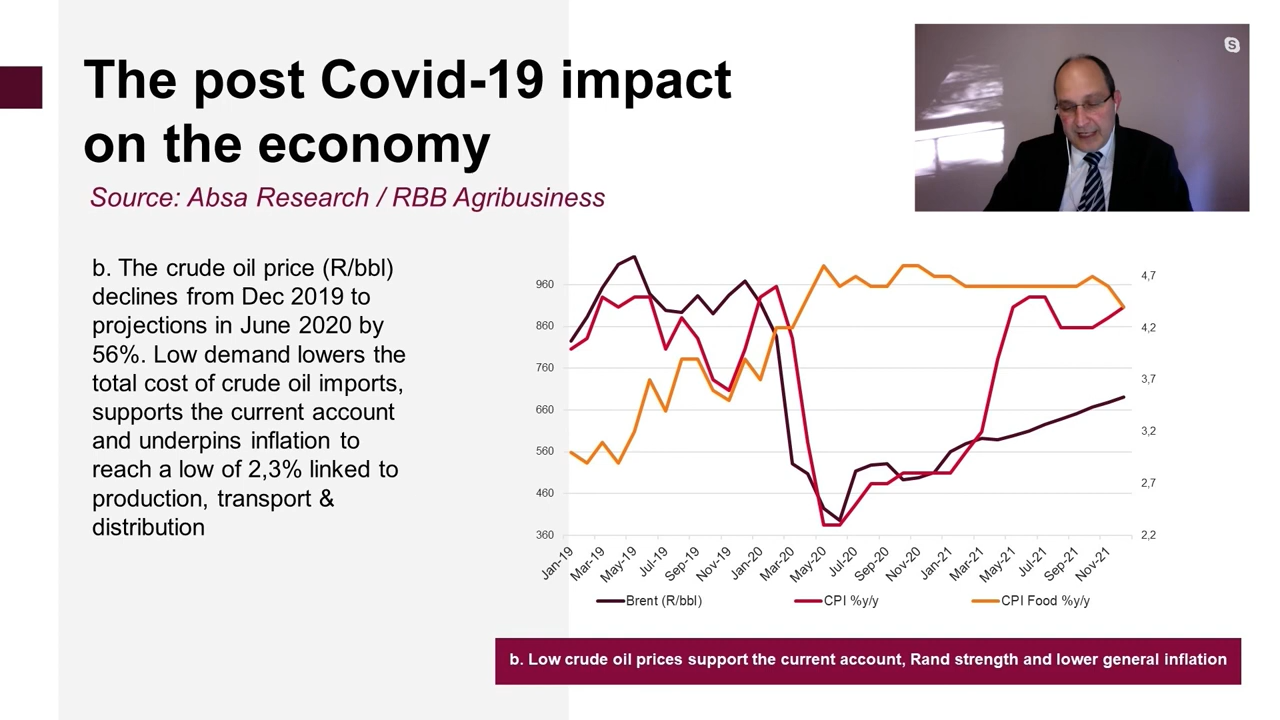 The post Covid-19 impact
on the economy
Source: Absa Research / RBB Agribusiness
b. The crude oil price (R/bbl)
declines from Dec 2019 to
projections in June 2020 by
56%. Low demand lowers the
total cost of crude oil imports,
supports the current account
and underpins inflation to
reach a low of 2,3% linked to
production, transport &
distribution
960
860
760
660
560
460
360
4,7
4,2
3,7
3,2
2,7
2,2
Jan-19
Mar-19
May-19
Jul-19
Sep-19
Nov-19
Jan-20
Mar-20
May-20
Jul-20
Sep-20
Nov-20
Jan-21
Mar-21
May-21
Jul-21
Sep-21
Nov-21
Brent (R/bbl)
CPI %y/y
CPI Food %y/y
b. Low crude oil prices support the current account, Rand strength and lower general inflation
S